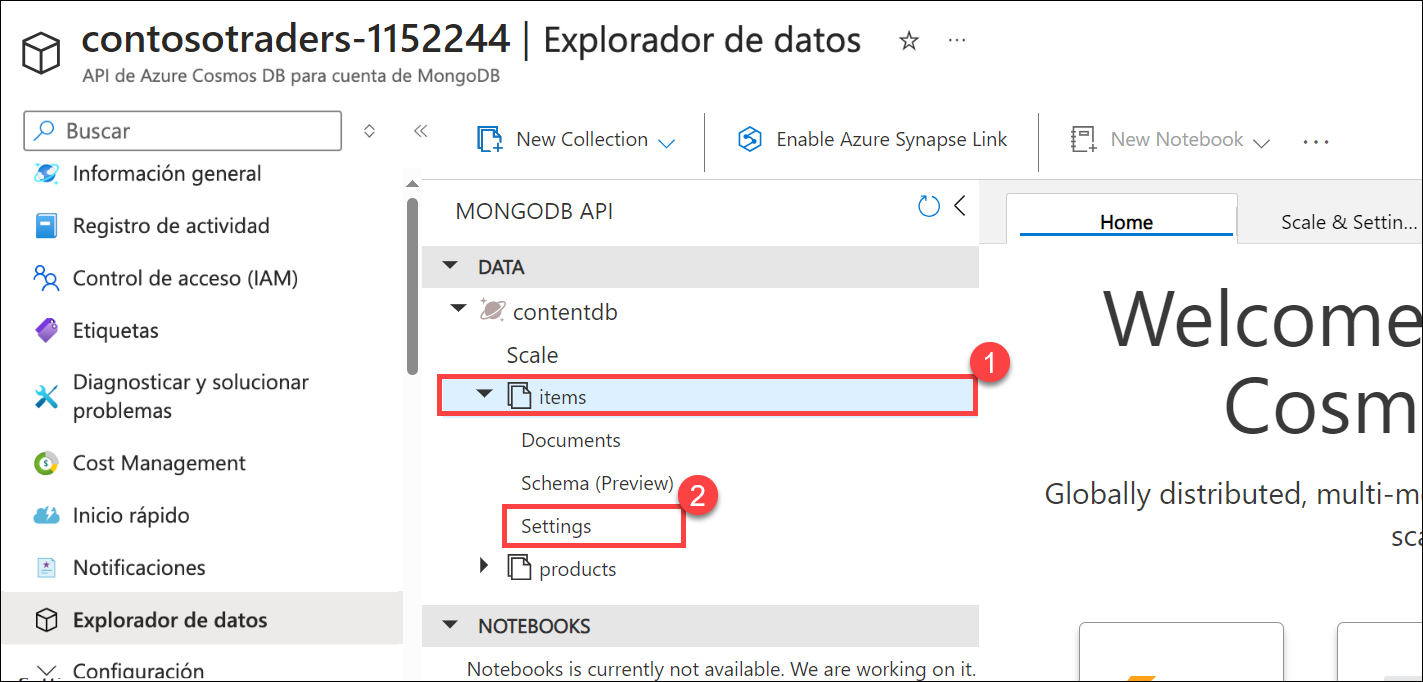 contosotraders-1152244 | Explorador de datos
API de Azure Cosmos DB para cuenta de MongoDB
Buscar
Información general
Registro de actividad
Control de acceso (IAM)
Etiquetas
Diagnosticar y solucionar
problemas
Cost Management
Inicio rápido
Notificaciones
Explorador de datos
Configuración
New Collection
Enable Azure Synapse Link
New Notebook
MONGODB API
DATA
contentdb
Scale
items
1
Documents
Schema (Preview)
2
Settings
products
NOTEBOOKS
Notebooks is currently not available. We are working on it.
Home
Scale & Settin...
Welcome
Cosm
Globally distributed, multi-m
sca